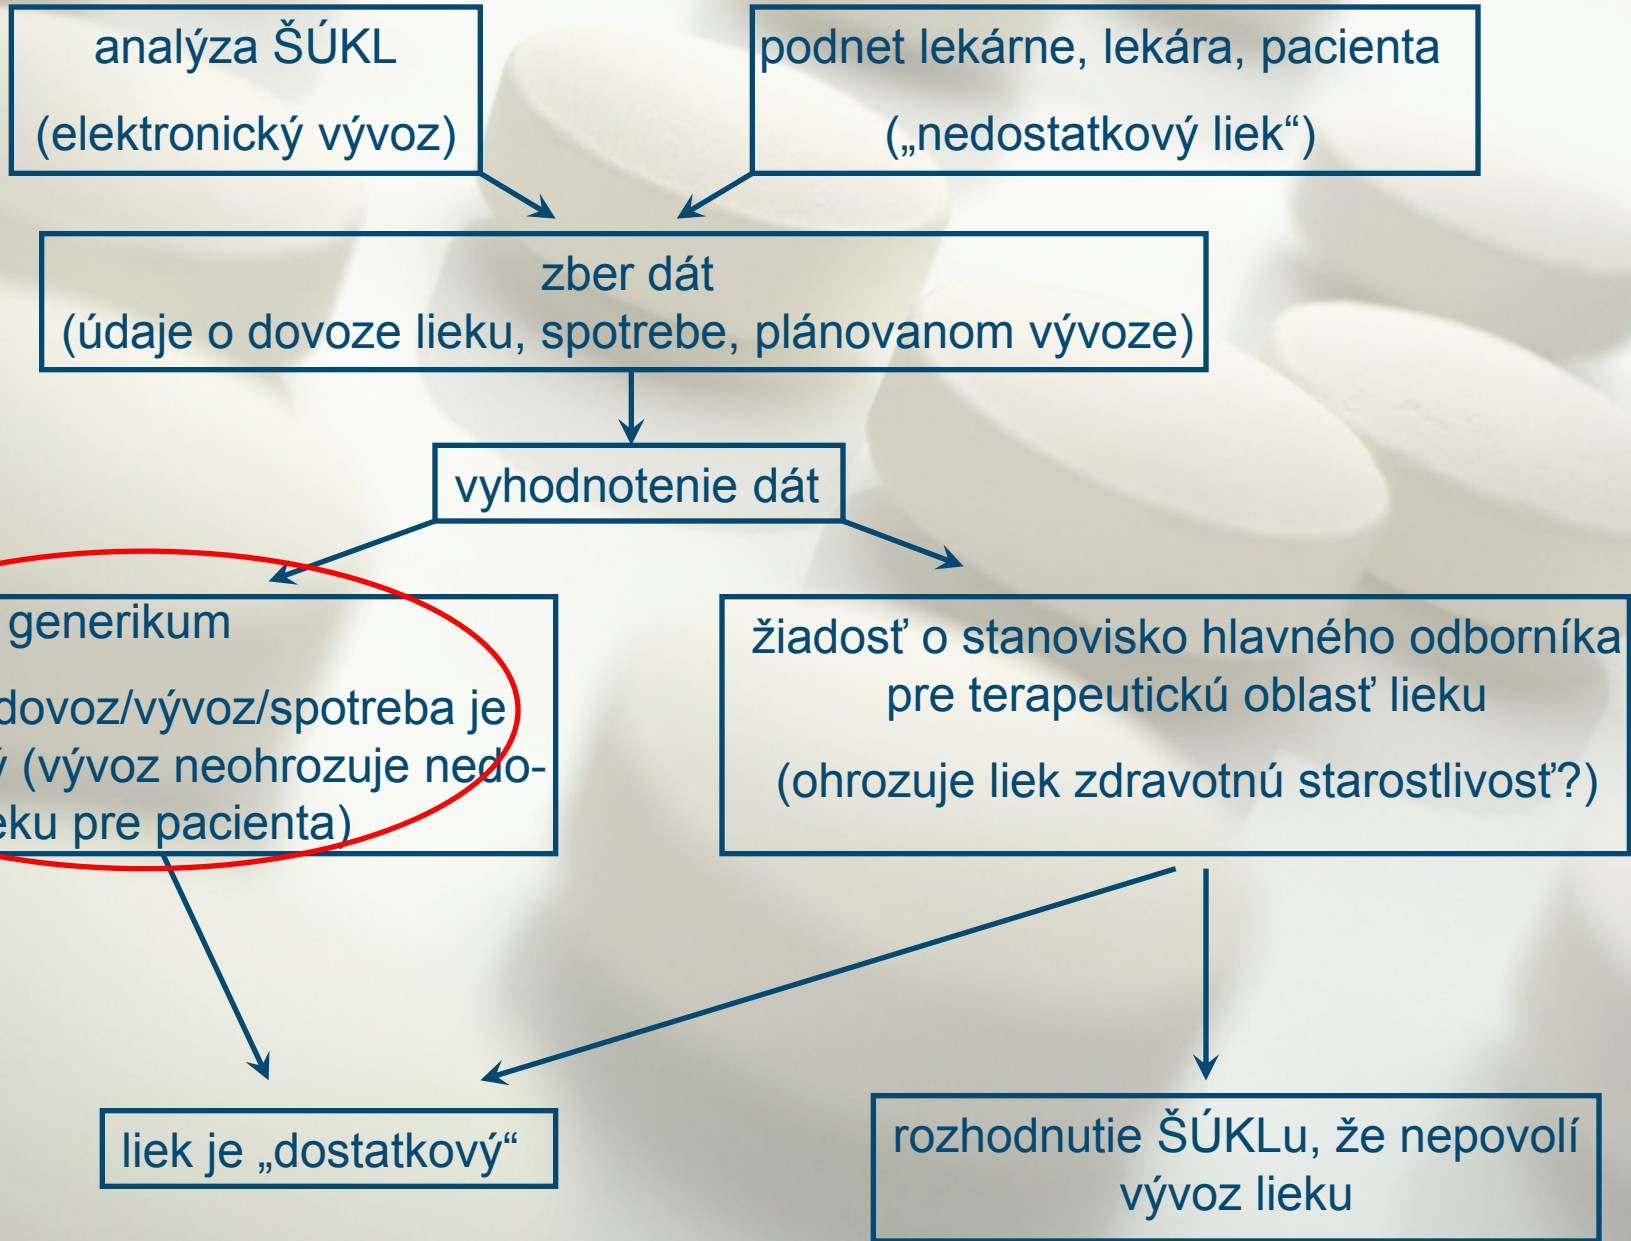 analýza ŠÚKL
(elektronický vývoz)
podnet lekárne, lekára, pacienta
(„nedostatkový liek“)
zber dát
(údaje o dovoze lieku, spotrebe, plánovanom vývoze)
vyhodnotenie dát
generikum
dovoz/vývoz/spotreba je
(vývoz neohrozuje nedo-
pre pacienta)
žiadosť o stanovisko hlavného odborníka
pre terapeutickú oblasť lieku
(ohrozuje liek zdravotnú starostlivosť?)
liek je „dostatkový“
rozhodnutie ŠÚKLu, že nepovolí
vývoz lieku